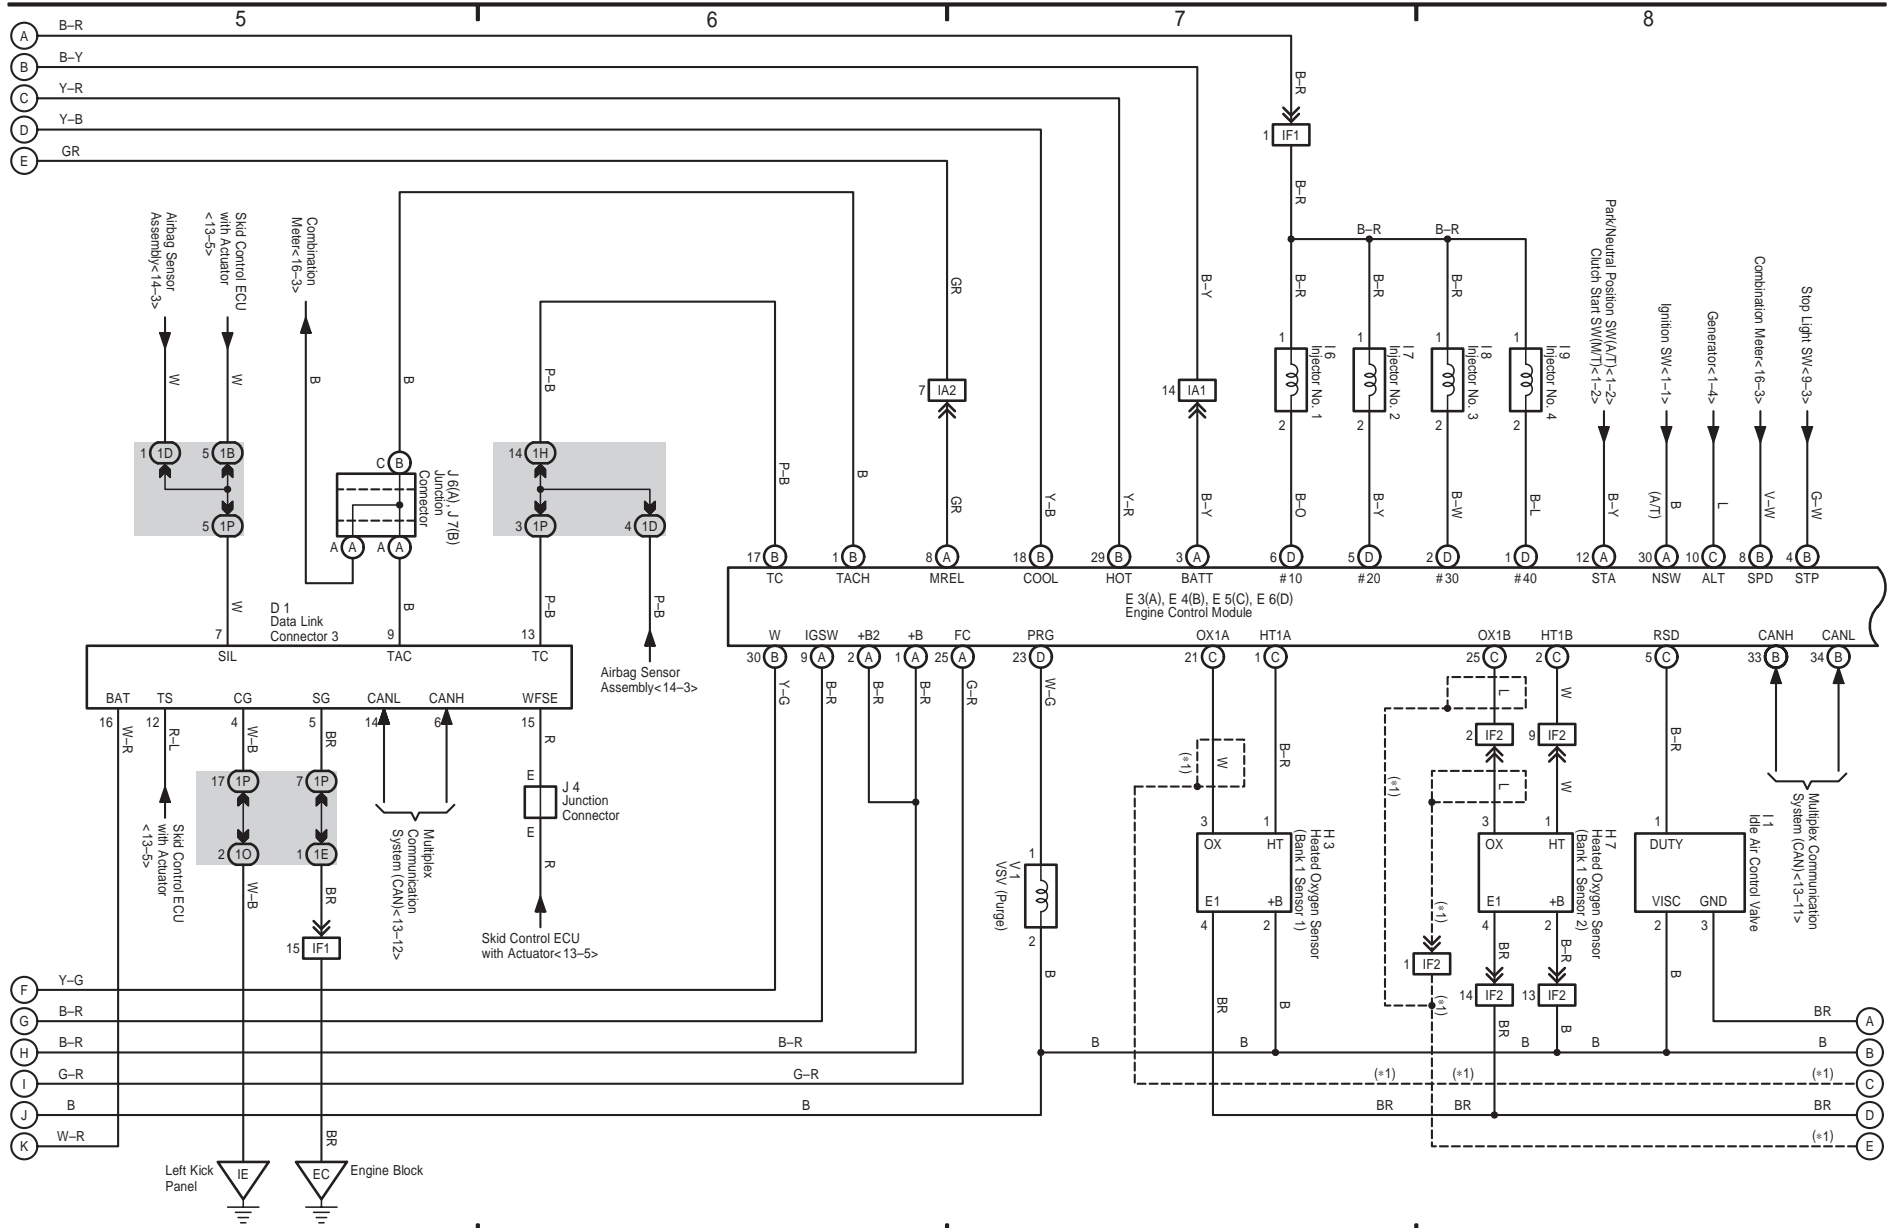 5 6 7 8
A B–R
B B–Y
C Y–R
D Y–B
E GR
B–R
1 IF1
B–R
B–R B–R
Airbag Sensor
Assembly<14–3>
Skid Control ECU
with Actuator
<13–5>
Combination
Meter<16–3>
Park/Neutral Position SW(A/T)<1–2>
Clutch Start SW(M/T)<1–2>
Ignition SW<1–1>
Generator<1–4>
Combination Meter<16–3>
Stop Light SW<9–3>
GR B–Y B–R B–R B–R
W W B B P–B
7 IA2
14 IA1
1 1 1 1
I 6
Injector No. 1
I 7
Injector No. 2
I 8
Injector No. 3
I 9
Injector No. 4
2 2 2 2
1 1D 5 1B
5 1P
C B
A A A A
J 6(A), J 7(B)
Junction
Connector
14 1H
3 1P 4 1D
P–B B GR Y–B Y–R B–Y B–O B–Y B–W B–L B–Y B (A/T) L V–W G–W
17 B 1 B 8 A 18 B 29 B 3 A 6 D 5 D 2 D 1 D 12 A 30 A 10 C 8 B 4 B
TC TACH MREL COOL HOT BATT #10 #20 #30 #40 STA NSW ALT SPD STP
E 3(A), E 4(B), E 5(C), E 6(D)
Engine Control Module
W IGSW +B2 +B FC PRG OX1A HT1A OX1B HT1B RSD CANH CANL
30 B 9 A 2 A 1 A 25 A 23 D 21 C 1 C 25 C 2 C 5 C 33 B 34 B
W B P–B P–B
D 1
Data Link
Connector 3
7 9 13
SIL TAC TC
Airbag Sensor
Assembly<14–3>
BAT TS CG SG CANL CANH WFSE
16 12 4 5 14 6 15
W–R R–L W–B BR R
Y–G B–R B–R B–R G–R W–G
L W B–R
17 1P 7 1P
2 1O 1 1E
Skid Control ECU
with Actuator
<13–5>
Multiplex
Communication
System (CAN)<13–12>
E
J 4
Junction
Connector
E
R
Skid Control ECU
with Actuator<13–5>
W–B BR
15 IF1
1
V 1
VSV (Purge)
2
B
(*1) W B–R
2 IF2 9 IF2
(*1) L W
3 1
OX HT
E1 +B
4 2
H 3
Heated Oxygen Sensor
(Bank 1 Sensor 1)
BR B
3 1
OX HT
E1 +B
4 2
H 7
Heated Oxygen Sensor
(Bank 1 Sensor 2)
BR B–R
(*1)
1 IF2
(*1)
14 IF2 13 IF2
BR B
1
DUTY
VISC GND
2 3
I 1
Idle Air Control Valve
B
Multiplex Communication
System (CAN)<13–11>
F Y–G
G B–R BR A
H B–R B–R B B B B B B
I G–R G–R (*1) (*1) (*1) C
J B B BR BR BR D
K W–R BR (*1) E
Left Kick
Panel
IE
EC
Engine Block